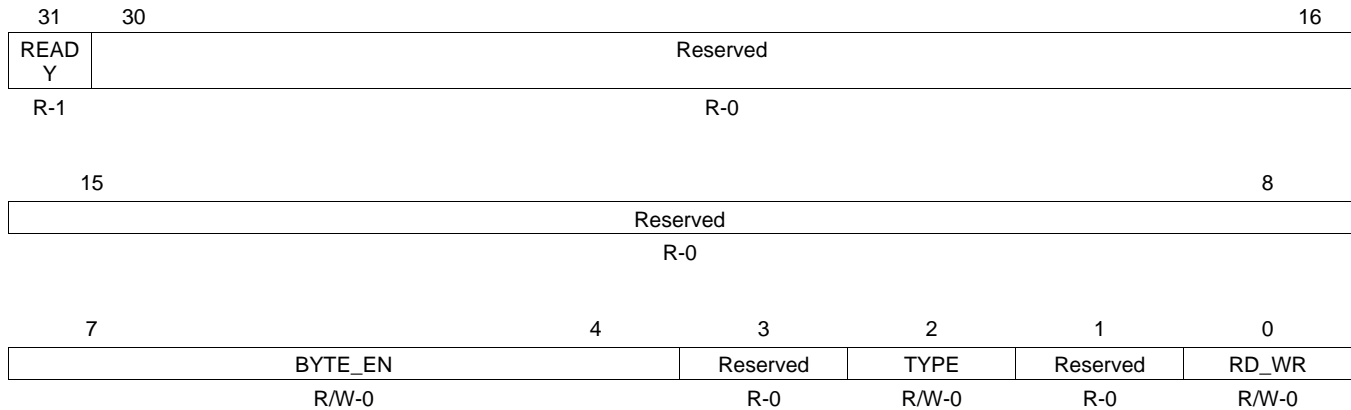 31 30 16
READ
Y Reserved
R-1 R-0
15 8
Reserved
R-0
7 4 3 2 1 0
BYTE_EN Reserved TYPE Reserved RD_WR
R/W-0 R-0 R/W-0 R-0 R/W-0